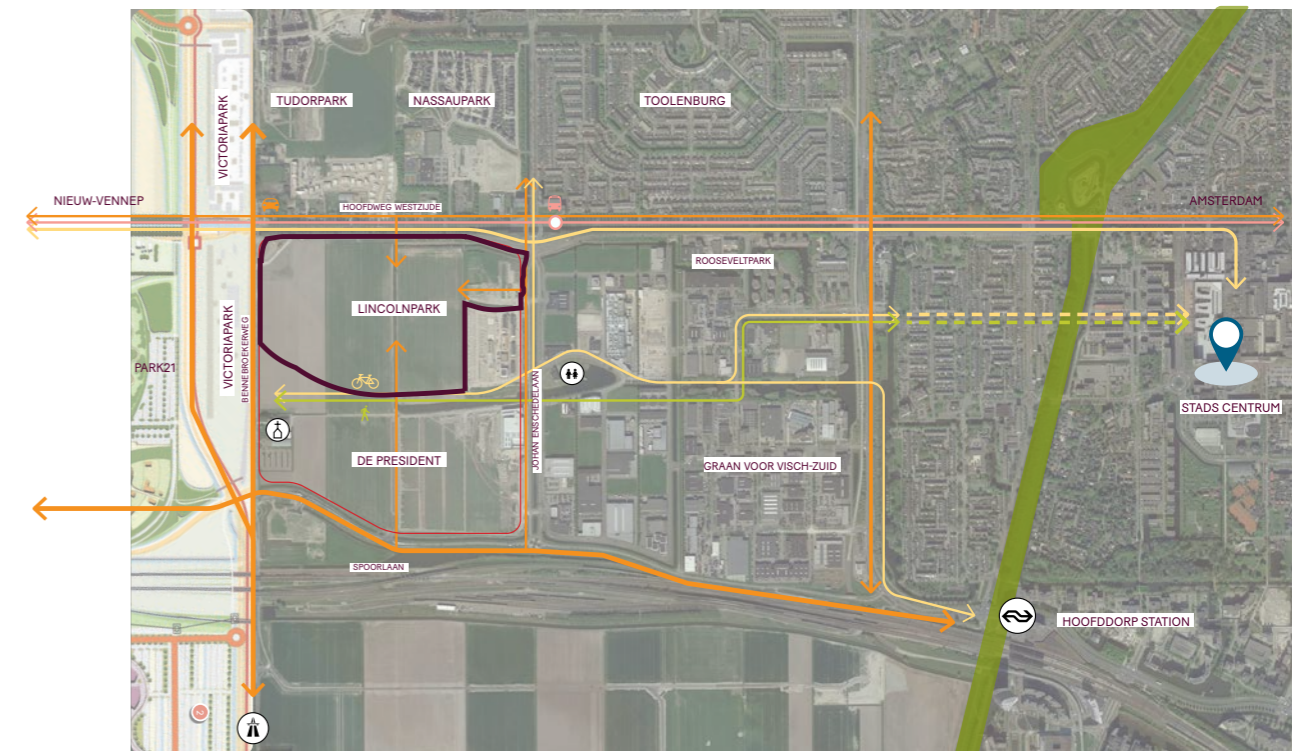 VICTORIAPARK
TUDORPARK
NASSAUPARK
TOOLENBURG
NIEUW-VENNEP
HOOFDWEG WESTZIJDE
AMSTERDAM
ROOSEVELTPARK
LINCOLNPARK
VICTORIAPARK
BENNEBROEKERWEG
PARK21
JOHAN ENSCHEDELAAN
STADS CENTRUM
DE PRESIDENT
GRAAN VOOR VISCH-ZUID
SPOORLAAN
HOOFDDORP STATION
2